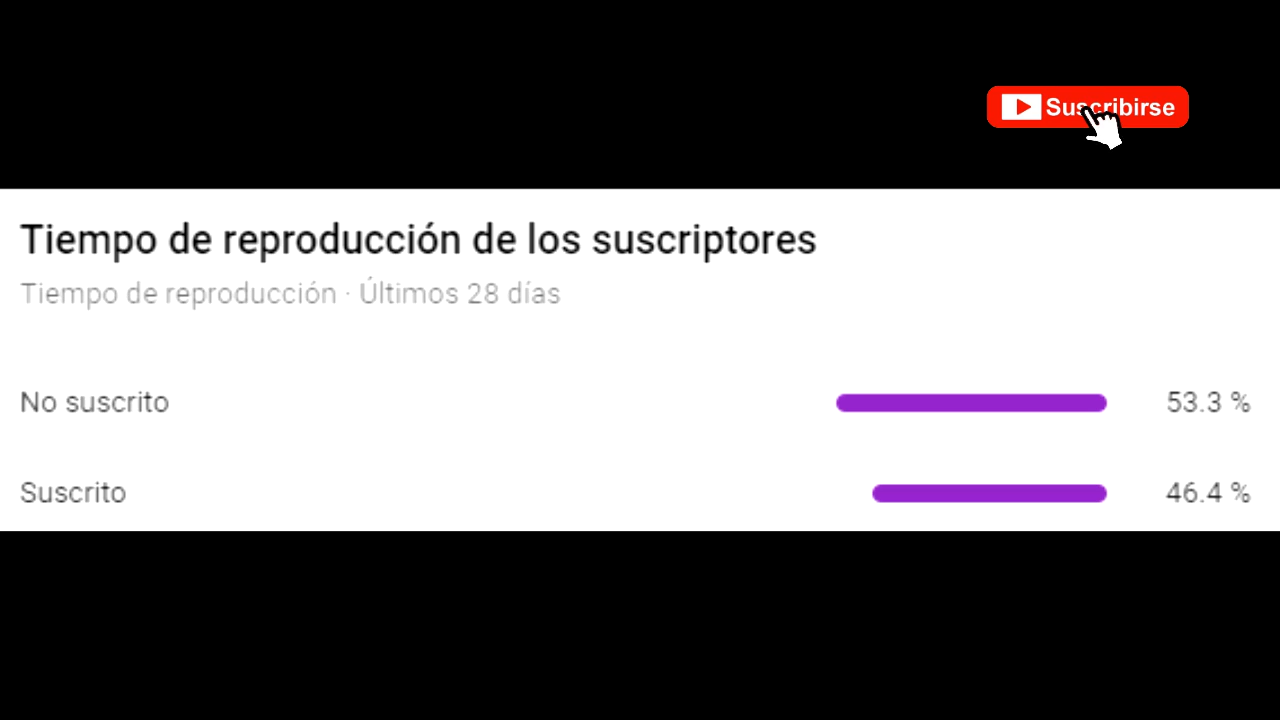 Suscribirse
Tiempo de reproducción de los suscriptores
Tiempo de reproducción · Últimos 28 días
No suscrito 53.3 %
Suscrito 46.4 %